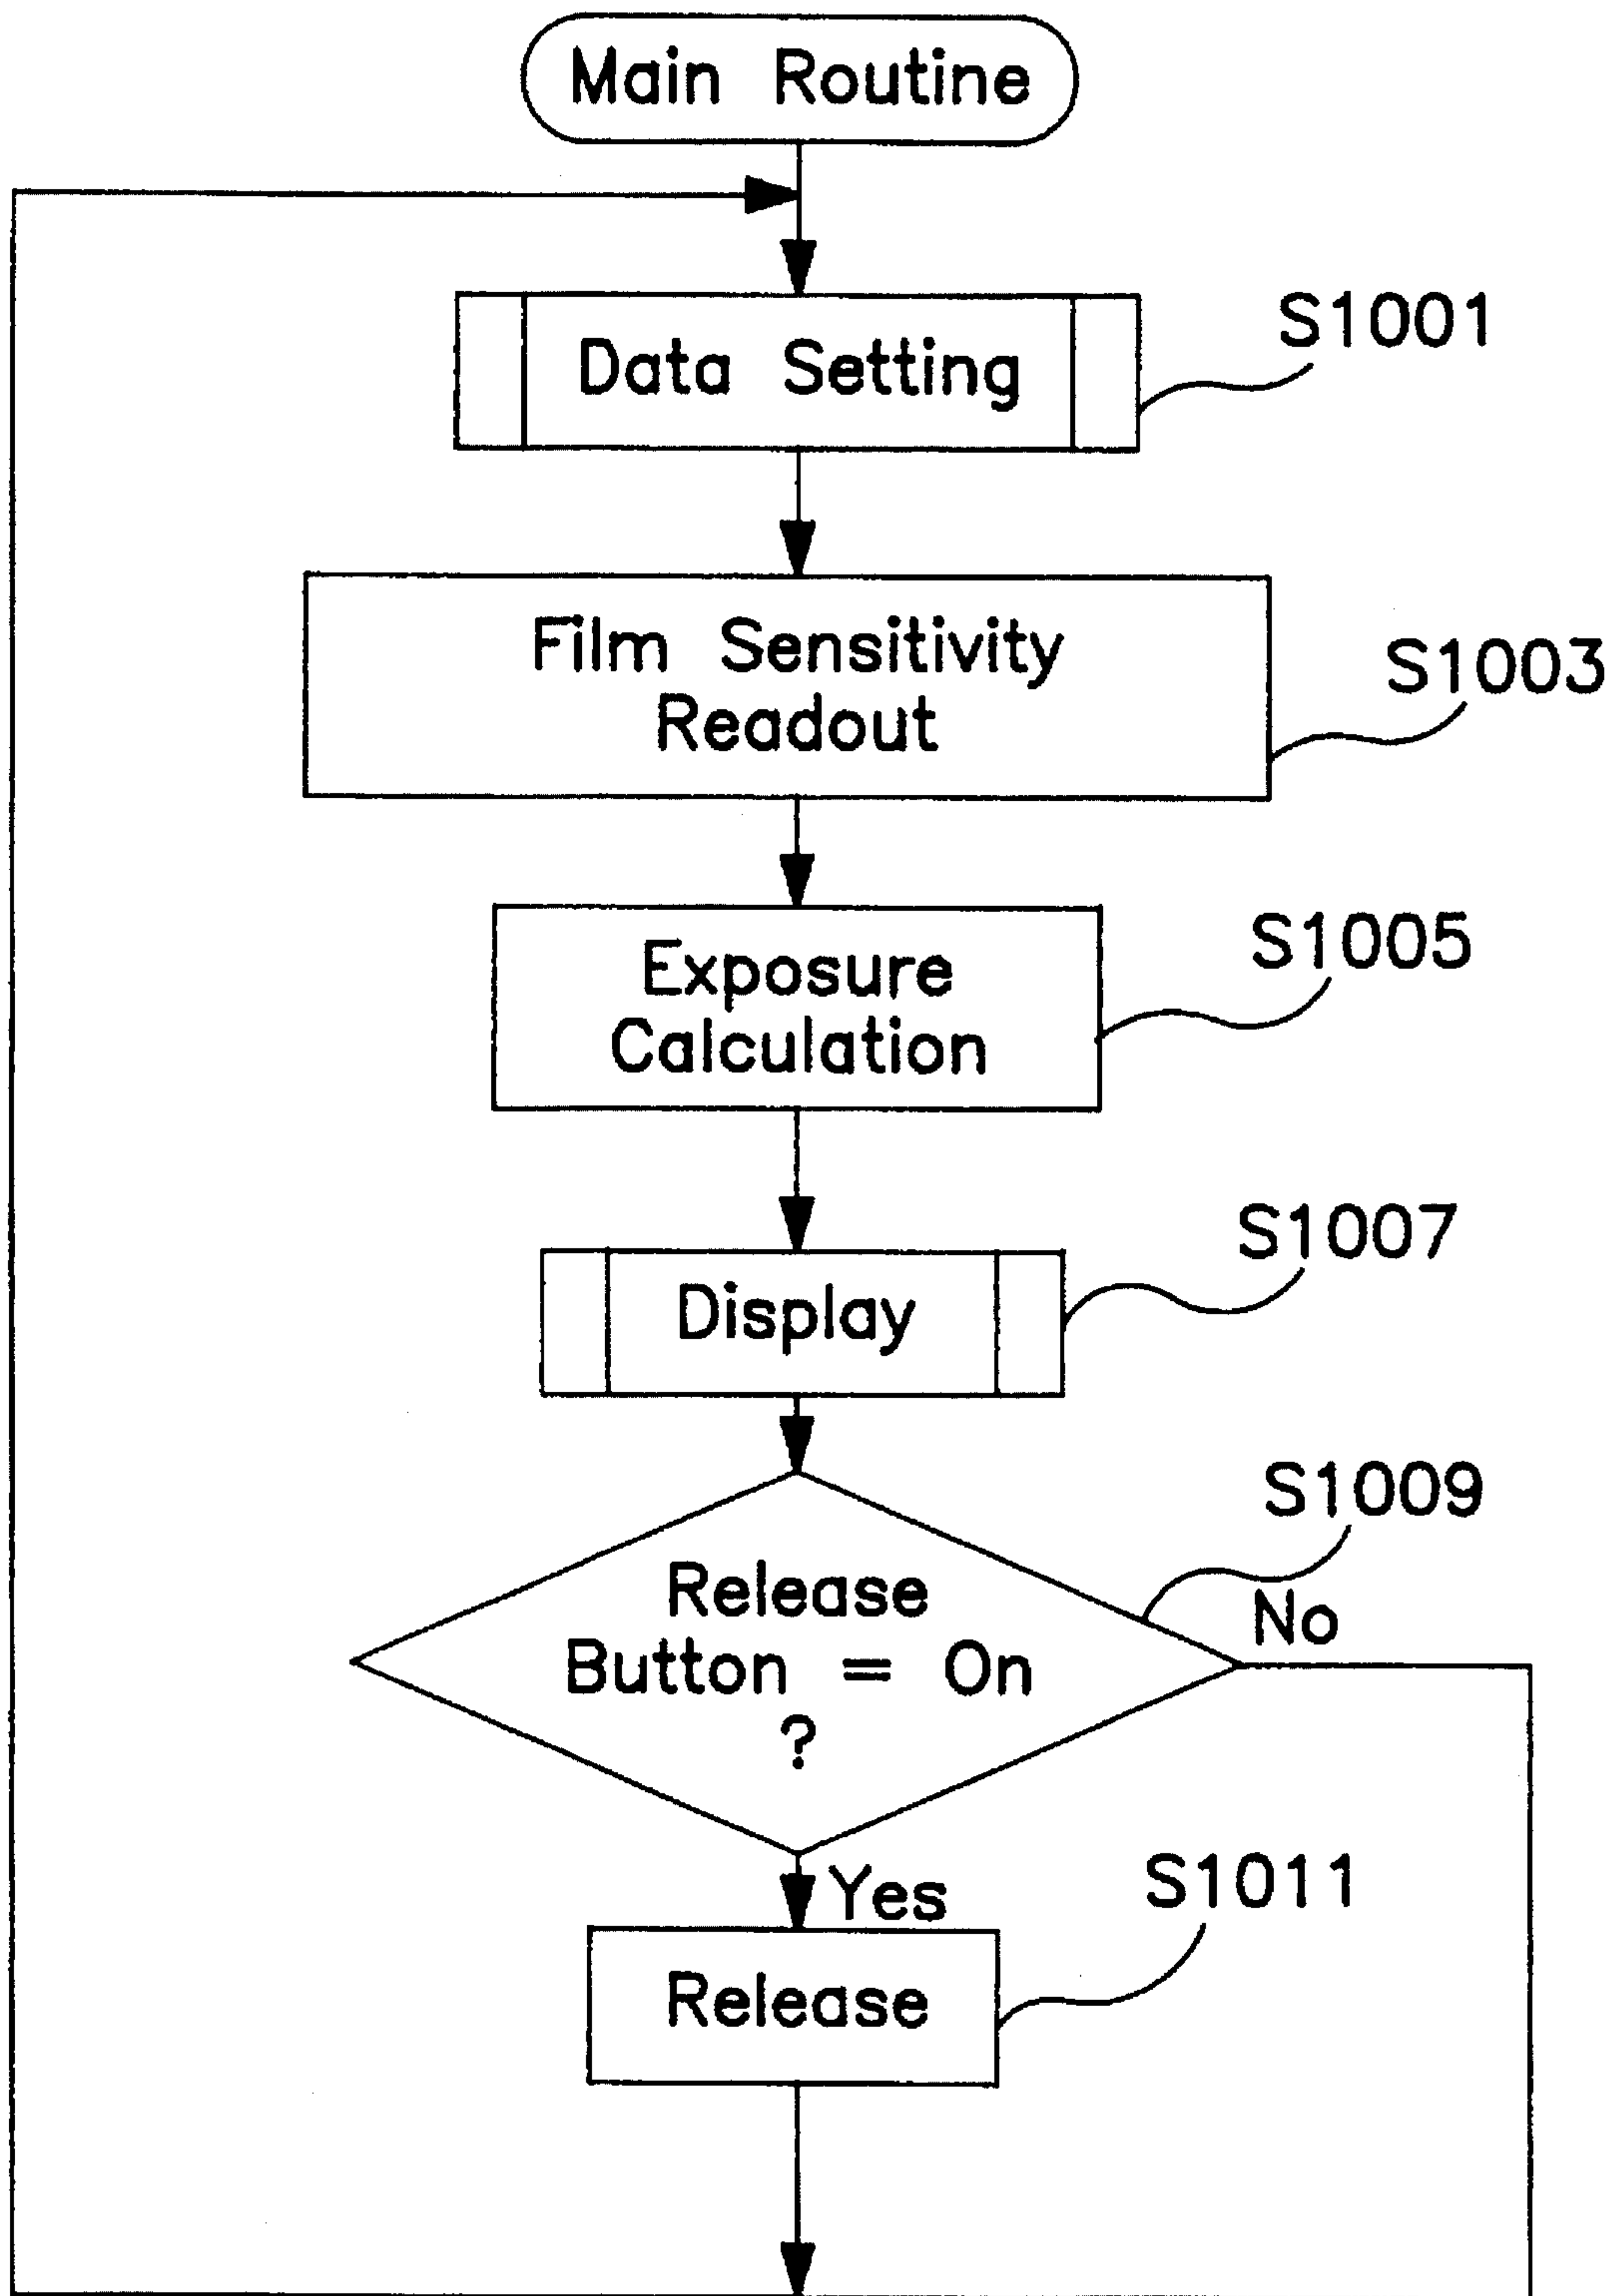 Main Routine
S1001
Data Setting
Film Sensitivity
Readout
S1003
Exposure
Calculation
S1005
S1007
Display
S1009
Release
Button = On
?
No
Yes
S1011
Release